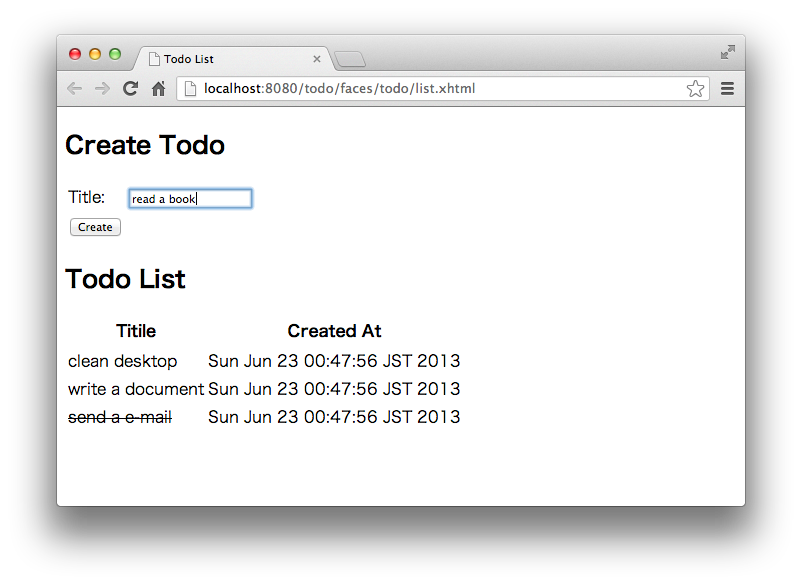 Todo List
localhost:8080/todo/faces/todo/list.xhtml
Create Todo
Title: read a book
Create
Todo List
Titile Created At
clean desktop Sun Jun 23 00:47:56 JST 2013
write a document Sun Jun 23 00:47:56 JST 2013
send a e-mail Sun Jun 23 00:47:56 JST 2013